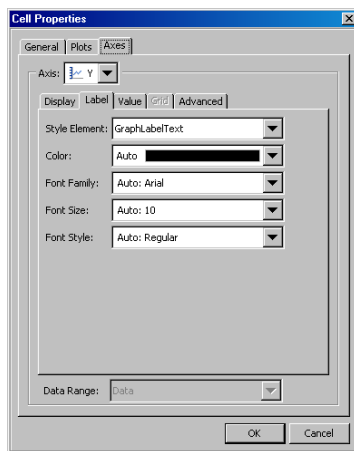 Cell Properties
General Plots Axes
Axis: Y
Display Label Value Grid Advanced
Style Element: GraphLabelText
Color: Auto
Font Family: Auto: Arial
Font Size: Auto: 10
Font Style: Auto: Regular
Data Range: Data
OK Cancel